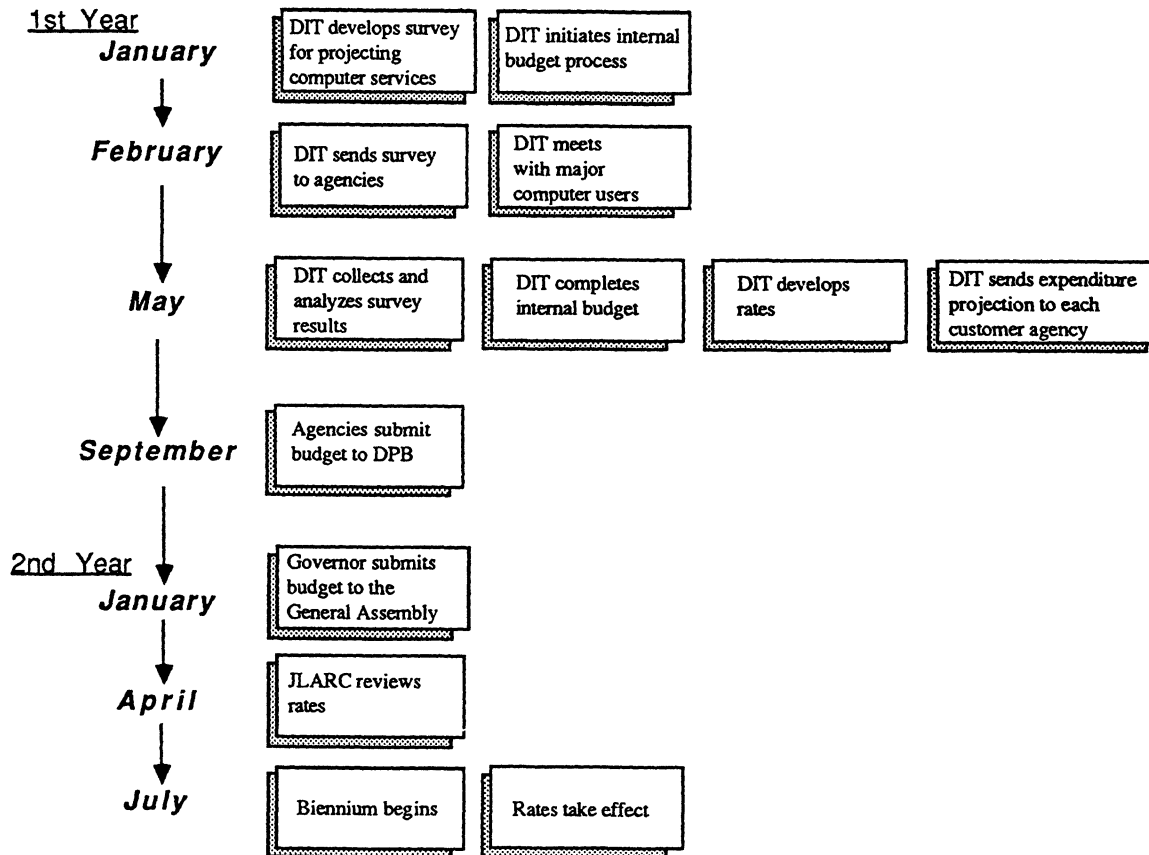 1st Year
January
DIT develops survey
for projecting
computer services
DIT initiates internal
budget process
February
DIT sends survey
to agencies
DIT meets
with major
computer users
May
DIT collects and
analyzes survey
results
DIT completes
internal budget
DIT develops
rates
DIT sends expenditure
projection to each
customer agency
September
Agencies submit
budget to DPB
2nd Year
January
Governor submits
budget to the
General Assembly
April
JLARC reviews
rates
July
Biennium begins
Rates take effect